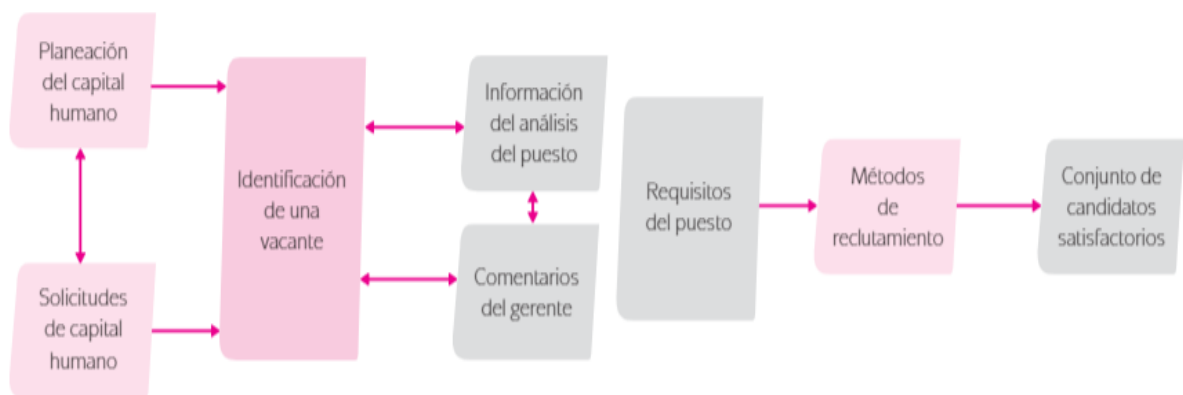 Planeación
del capital
humano
Solicitudes
de capital
humano
Identificación
de una
vacante
Información
del análisis
del puesto
Comentarios
del gerente
Requisitos
del puesto
Métodos
de
reclutamiento
Conjunto de
candidatos
satisfactorios